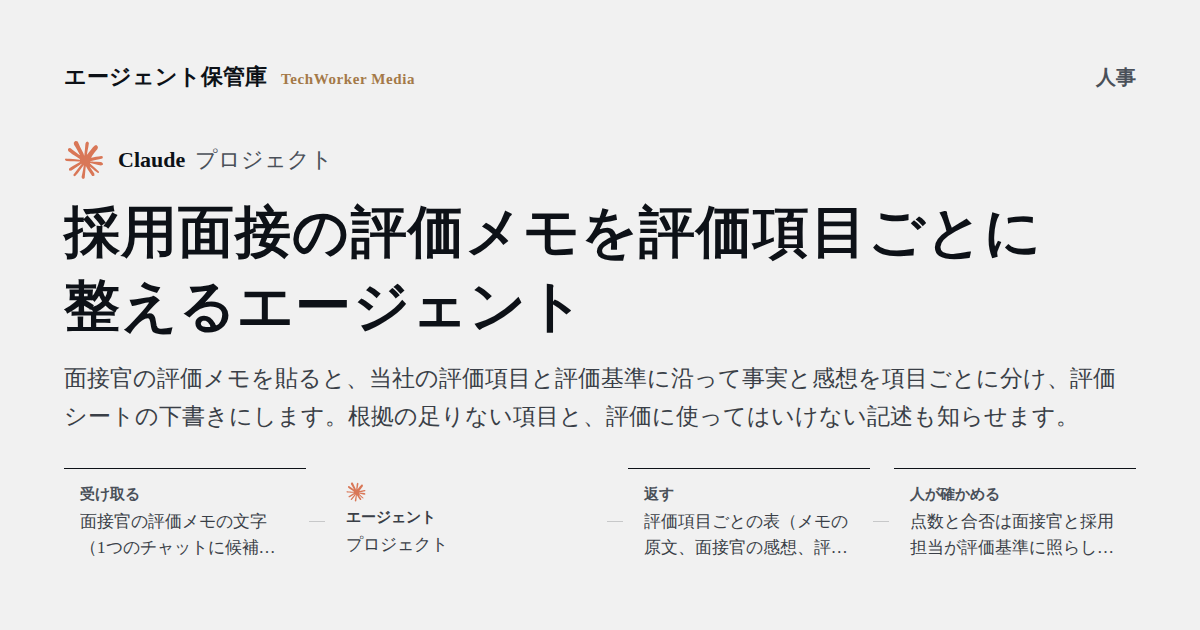 エージェント保管庫 TechWorker Media
人事
Claude プロジェクト
採用面接の評価メモを評価項目ごとに
整えるエージェント
面接官の評価メモを貼ると、当社の評価項目と評価基準に沿って事実と感想を項目ごとに分け、評価
シートの下書きにします。根拠の足りない項目と、評価に使ってはいけない記述も知らせます。
受け取る
面接官の評価メモの文字
（1つのチャットに候補…
エージェント
プロジェクト
返す
評価項目ごとの表（メモの
原文、面接官の感想、評…
人が確かめる
点数と合否は面接官と採用
担当が評価基準に照らし…